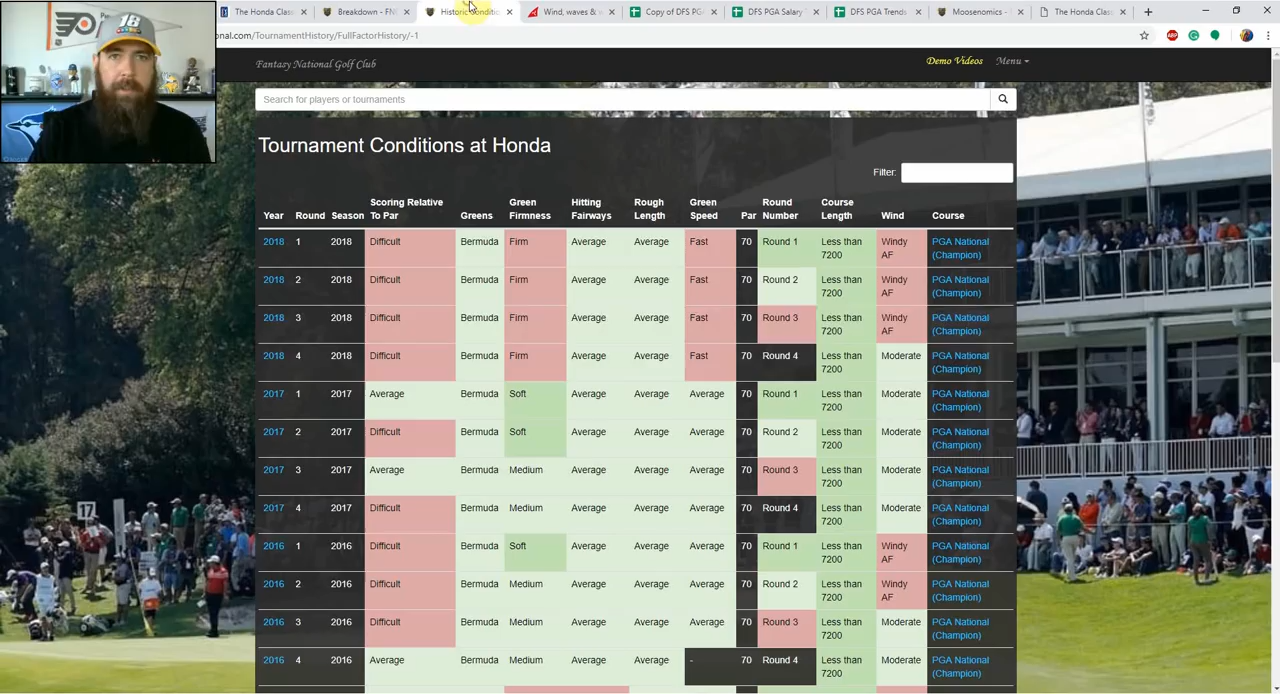 The Honda Clas
Breakdown - FN
Historic Conditio
Wind, waves & w
Copy of DFS PGA
DFS PGA Salary
DFS PGA Trends
Moosenomics -
The Honda Clas
nal.com/TournamentHistory/FullFactorHistory/-1
ABP
18
Fantasy National Golf Club
Demo Videos
Menu
Search for players or tournaments
Tournament Conditions at Honda
Filter:
Year Round Season Scoring Relative To Par Greens Green Firmness Hitting Fairways Rough Length Green Speed Par Round Number Course Length Wind Course
2018 1 2018 Difficult Bermuda Firm Average Average Fast 70 Round 1 Less than 7200 Windy AF PGA National (Champion)
2018 2 2018 Difficult Bermuda Firm Average Average Fast 70 Round 2 Less than 7200 Windy AF PGA National (Champion)
2018 3 2018 Difficult Bermuda Firm Average Average Fast 70 Round 3 Less than 7200 Windy AF PGA National (Champion)
2018 4 2018 Difficult Bermuda Firm Average Average Fast 70 Round 4 Less than 7200 Moderate PGA National (Champion)
2017 1 2017 Average Bermuda Soft Average Average Average 70 Round 1 Less than 7200 Moderate PGA National (Champion)
2017 2 2017 Difficult Bermuda Soft Average Average Average 70 Round 2 Less than 7200 Moderate PGA National (Champion)
2017 3 2017 Average Bermuda Medium Average Average Average 70 Round 3 Less than 7200 Moderate PGA National (Champion)
2017 4 2017 Difficult Bermuda Medium Average Average Average 70 Round 4 Less than 7200 Moderate PGA National (Champion)
2016 1 2016 Difficult Bermuda Soft Average Average Average 70 Round 1 Less than 7200 Windy AF PGA National (Champion)
2016 2 2016 Difficult Bermuda Medium Average Average Average 70 Round 2 Less than 7200 Windy AF PGA National (Champion)
2016 3 2016 Difficult Bermuda Medium Average Average Average 70 Round 3 Less than 7200 Moderate PGA National (Champion)
2016 4 2016 Average Bermuda Medium Average Average - 70 Round 4 Less than 7200 Moderate PGA National (Champion)
17